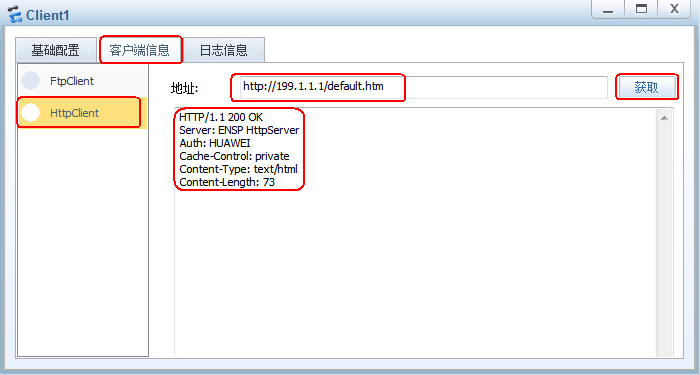 Client1
基础配置 客户端信息 日志信息
FtpClient
HttpClient
地址: http://199.1.1.1/default.htm 获取
HTTP/1.1 200 OK
Server: ENSP HttpServer
Auth: HUAWEI
Cache-Control: private
Content-Type: text/html
Content-Length: 73